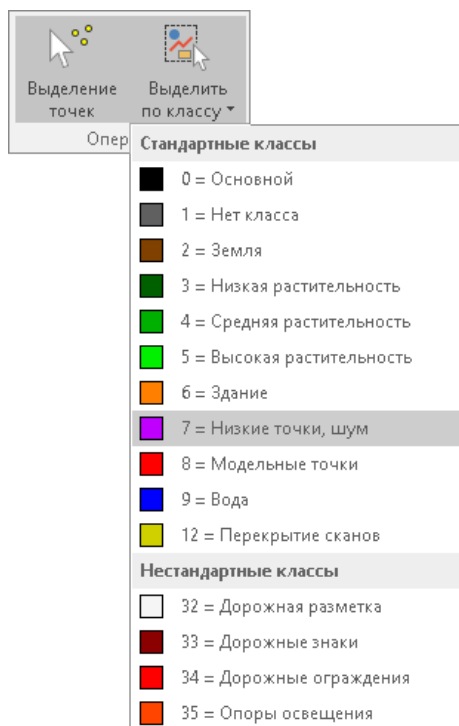 Выделение Выделить
точек по классу
Опер
Стандартные классы
0 = Основной
1 = Нет класса
2 = Земля
3 = Низкая растительность
4 = Средняя растительность
5 = Высокая растительность
6 = Здание
7 = Низкие точки, шум
8 = Модельные точки
9 = Вода
12 = Перекрытие сканов
Нестандартные классы
32 = Дорожная разметка
33 = Дорожные знаки
34 = Дорожные ограждения
35 = Опоры освещения